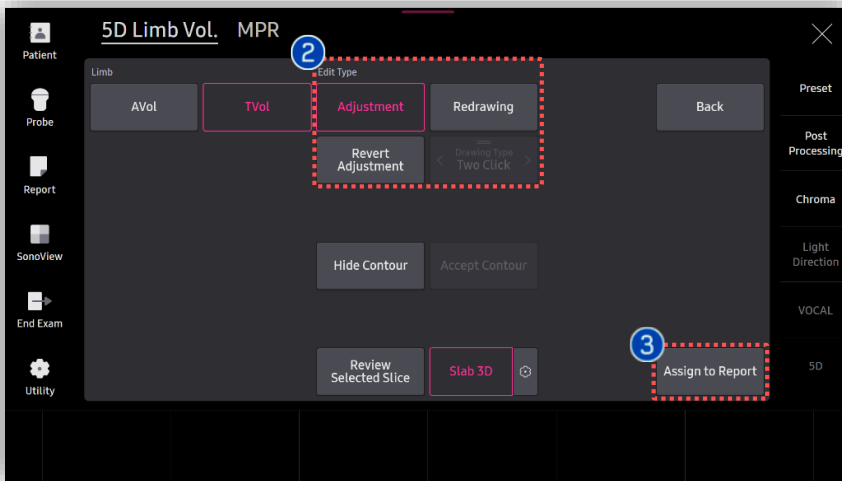 5D Limb Vol. MPR
Patient
2
Limb
Edit Type
AVol
TVol
Adjustment
Redrawing
Back
Preset
Probe
Post
Processing
Revert
Adjustment
Drawing Type
< Two Click >
Report
Chroma
SonoView
Hide Contour
Accept Contour
Light
Direction
End Exam
VOCAL
3
Review
Selected Slice
Slab 3D
Assign to Report
5D
Utility